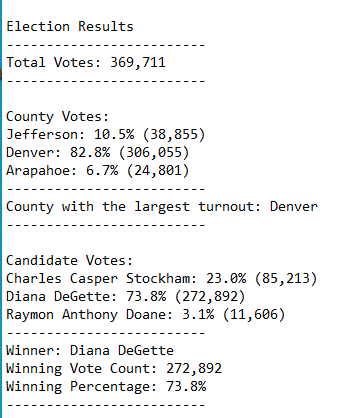 Election Results
-------------------------
Total Votes: 369,711
-------------------------
County Votes:
Jefferson: 10.5% (38,855)
Denver: 82.8% (306,055)
Arapahoe: 6.7% (24,801)
-------------------------
County with the largest turnout: Denver
-------------------------
Candidate Votes:
Charles Casper Stockham: 23.0% (85,213)
Diana DeGette: 73.8% (272,892)
Raymon Anthony Doane: 3.1% (11,606)
-------------------------
Winner: Diana DeGette
Winning Vote Count: 272,892
Winning Percentage: 73.8%
-------------------------